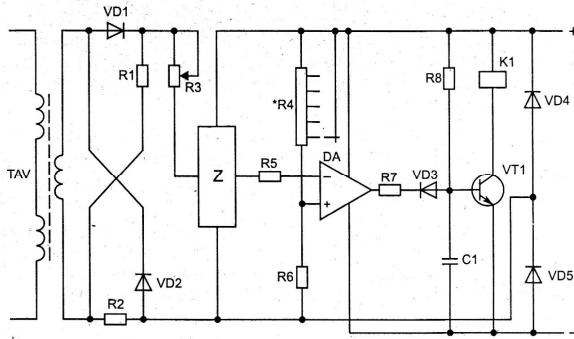 VD1
+
R1
R3
*R4
R8
K1
VD4
DA
TAV
Z
R5
−
R7
VD3
VT1
+
VD2
R6
C1
VD5
R2
−